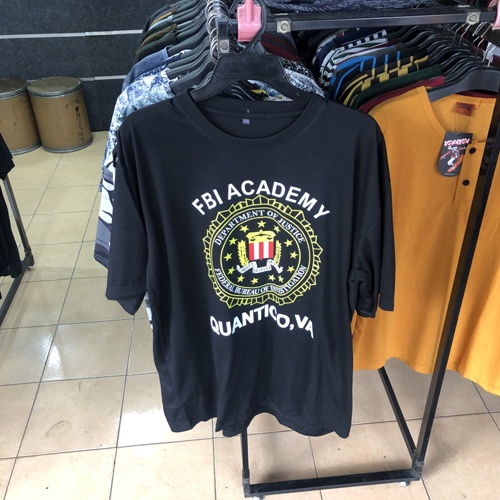 FBI ACADEMY
DEPARTMENT OF JUSTICE
FEDERAL BUREAU OF INVESTIGATION
QUANTICO, VA